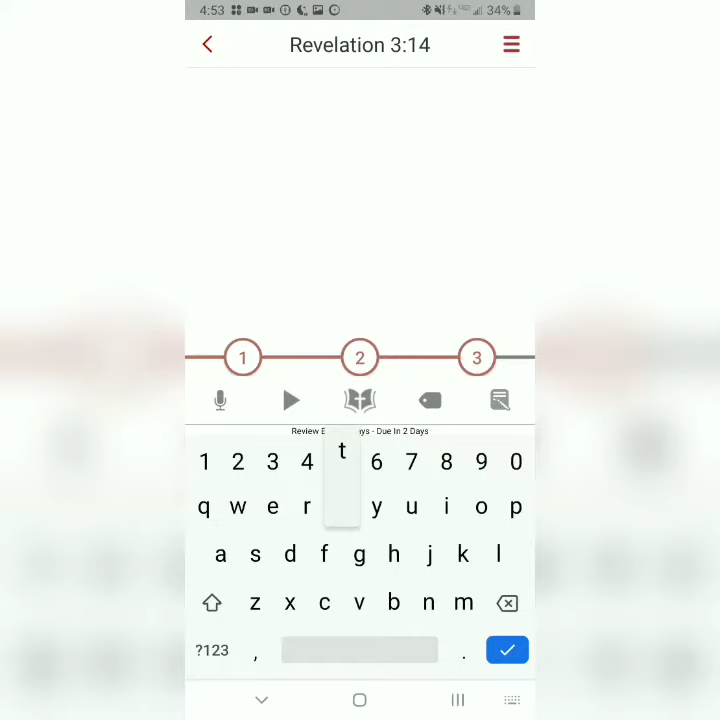 4:53 34%
Revelation 3:14
1 2 3
Review Days - Due In 2 Days
1 2 3 4 t 6 7 8 9 0
q w e r y u i o p
a s d f g h j k l
z x c v b n m
?123 , .